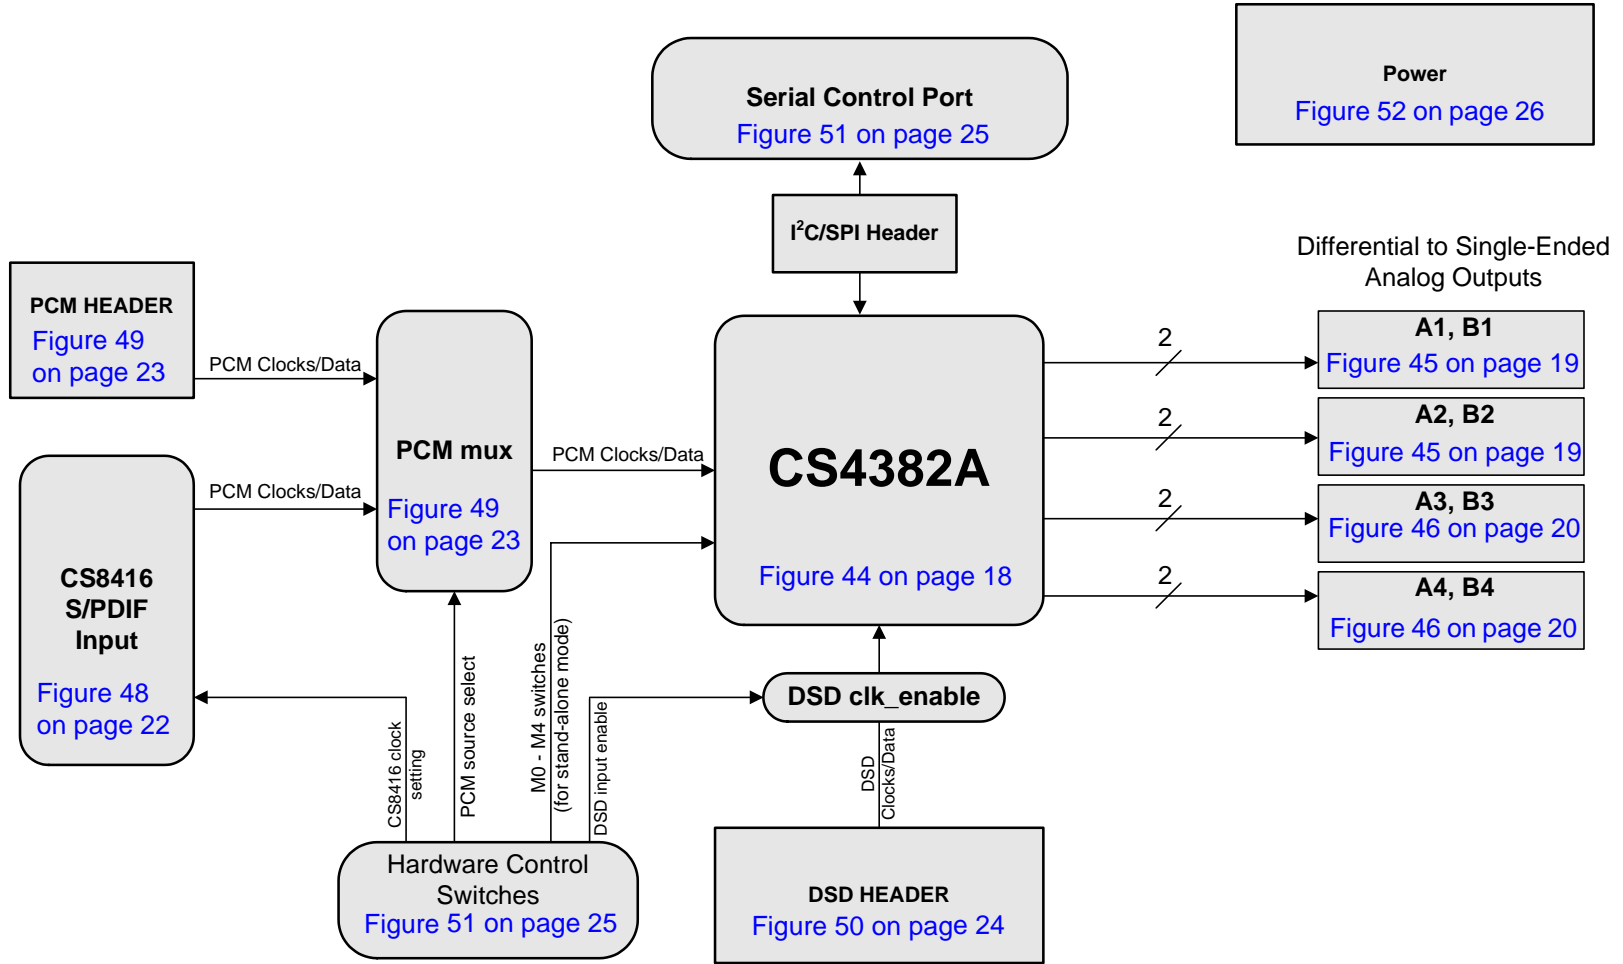 Power
Figure 52 on page 26
Serial Control Port
Figure 51 on page 25
I²C/SPI Header
Differential to Single-Ended
Analog Outputs
PCM HEADER
Figure 49
on page 23
PCM Clocks/Data
CS8416
S/PDIF
Input
Figure 48
on page 22
PCM Clocks/Data
PCM mux
Figure 49
on page 23
PCM Clocks/Data
CS4382A
Figure 44 on page 18
2
A1, B1
Figure 45 on page 19
2
A2, B2
Figure 45 on page 19
2
A3, B3
Figure 46 on page 20
2
A4, B4
Figure 46 on page 20
CS8416 clock
setting
PCM source select
M0 - M4 switches
(for stand-alone mode)
DSD input enable
DSD clk_enable
DSD
Clocks/Data
Hardware Control
Switches
Figure 51 on page 25
DSD HEADER
Figure 50 on page 24